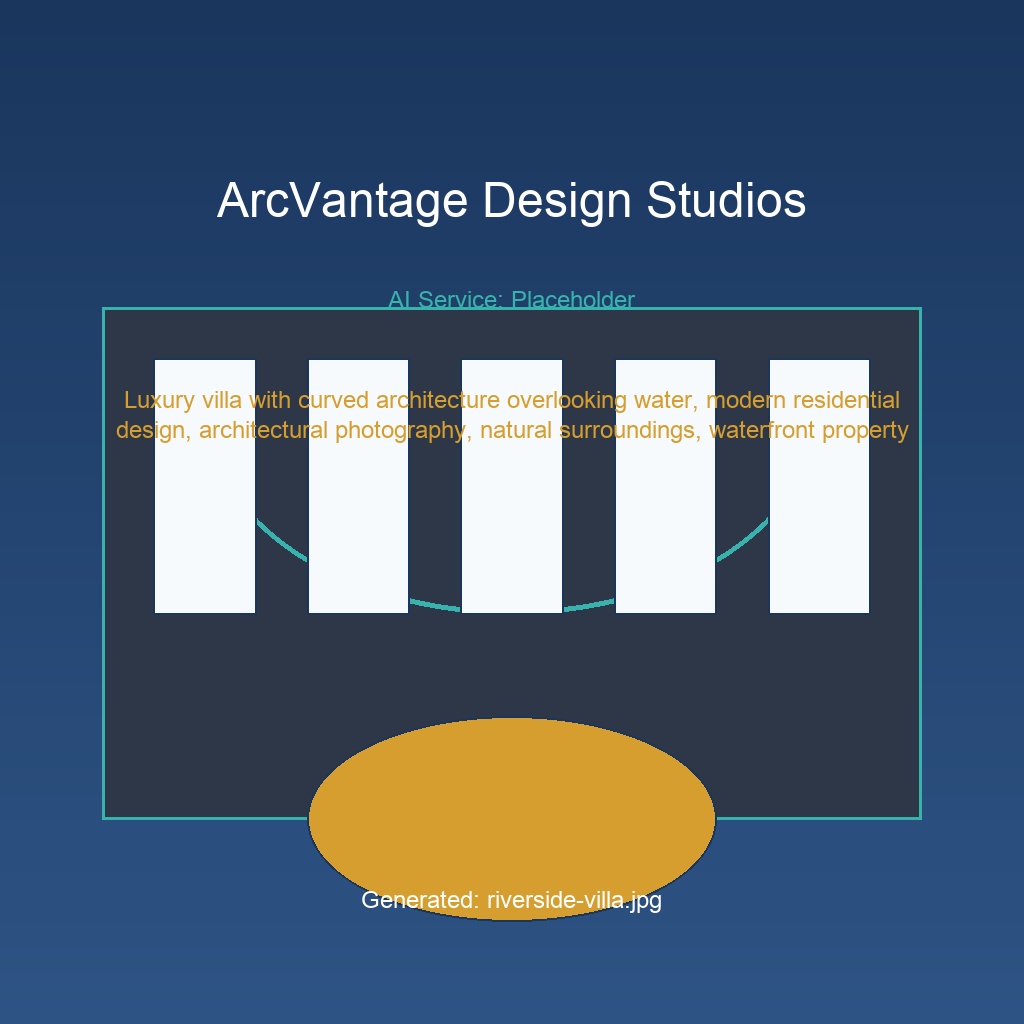 ArcVantage Design Studios
AI Service: Placeholder
Luxury villa with curved architecture overlooking water, modern residential
design, architectural photography, natural surroundings, waterfront property
Generated: riverside-villa.jpg